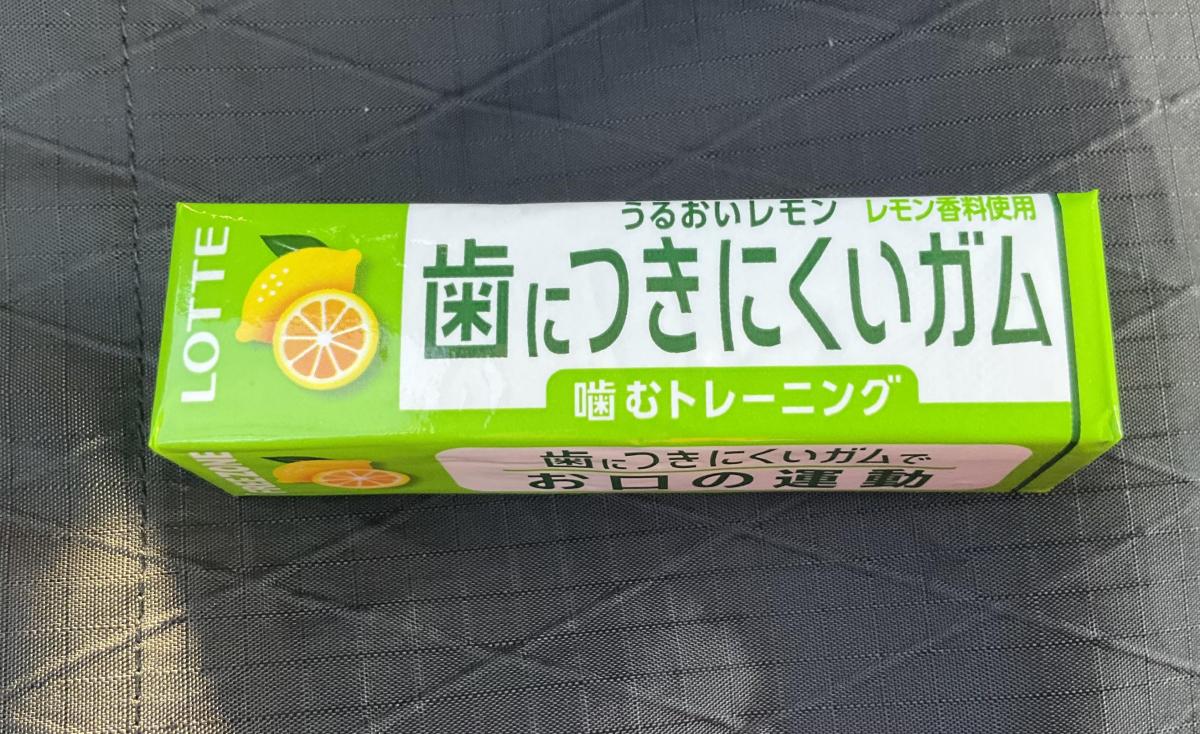 LOTTE
うるおいレモン レモン香料使用
歯につきにくいガム
噛むトレーニング
歯につきにくいガムで
お口の運動